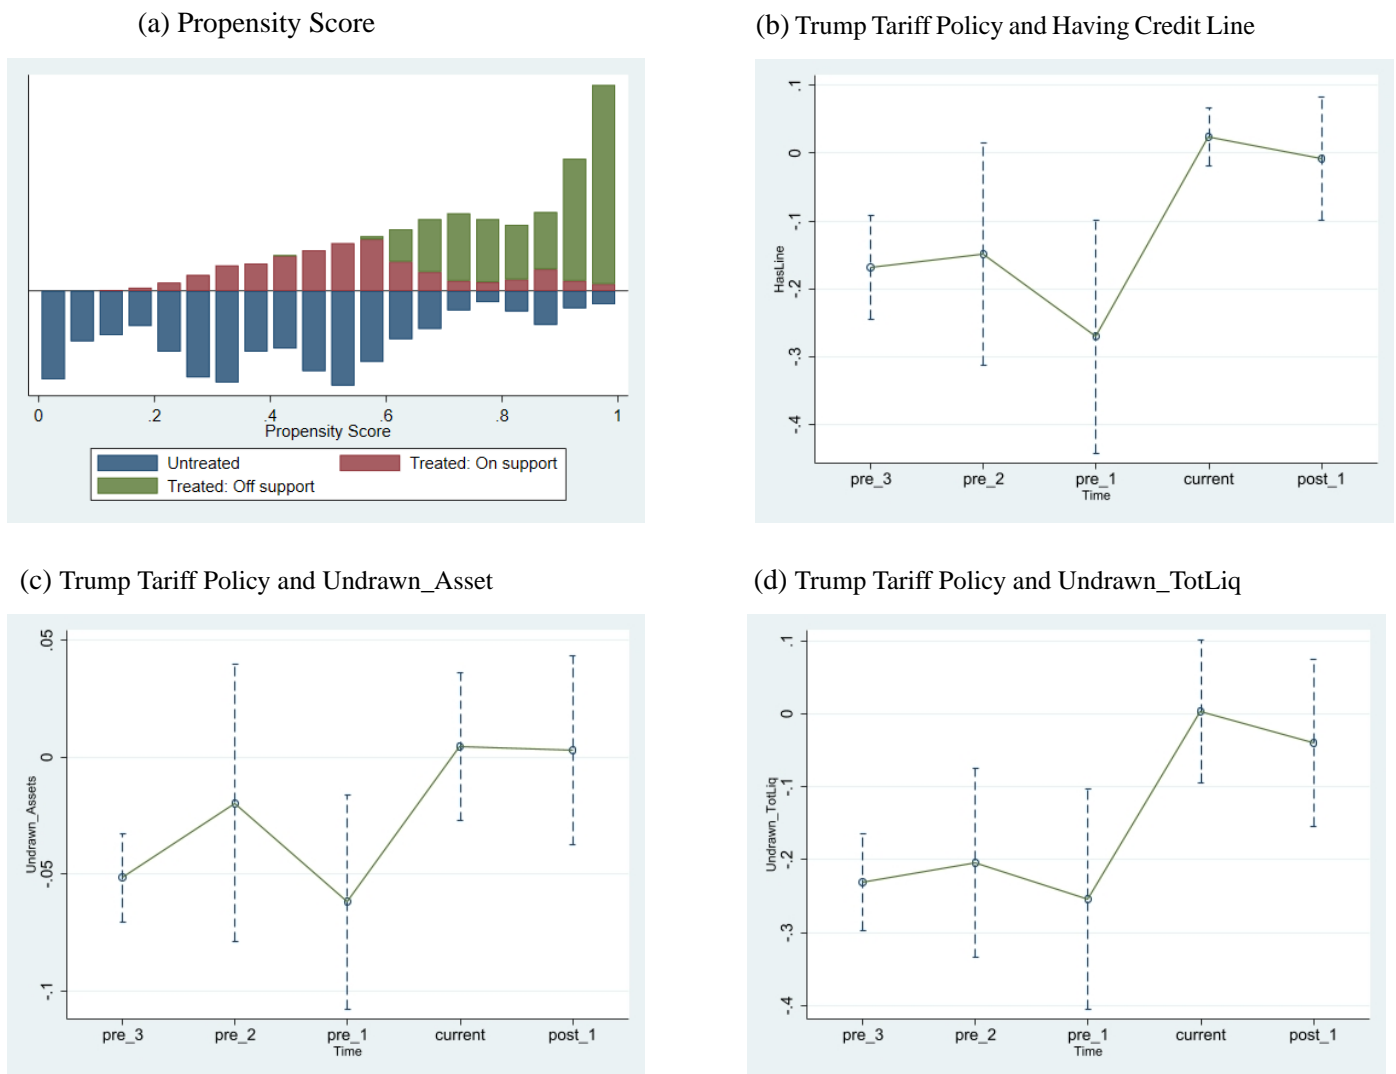 (a) Propensity Score
0
.2
.4
.6
.8
1
Propensity Score
Untreated
Treated: On support
Treated: Off support
(b) Trump Tariff Policy and Having Credit Line
.1
0
-.1
-.2
-.3
-.4
HasLine
pre_3
pre_2
pre_1
current
post_1
Time
(c) Trump Tariff Policy and Undrawn_Asset
.05
0
-.05
-.1
Undrawn_Assets
pre_3
pre_2
pre_1
current
post_1
Time
(d) Trump Tariff Policy and Undrawn_TotLiq
.1
0
-.1
-.2
-.3
-.4
Undrawn_TotLiq
pre_3
pre_2
pre_1
current
post_1
Time